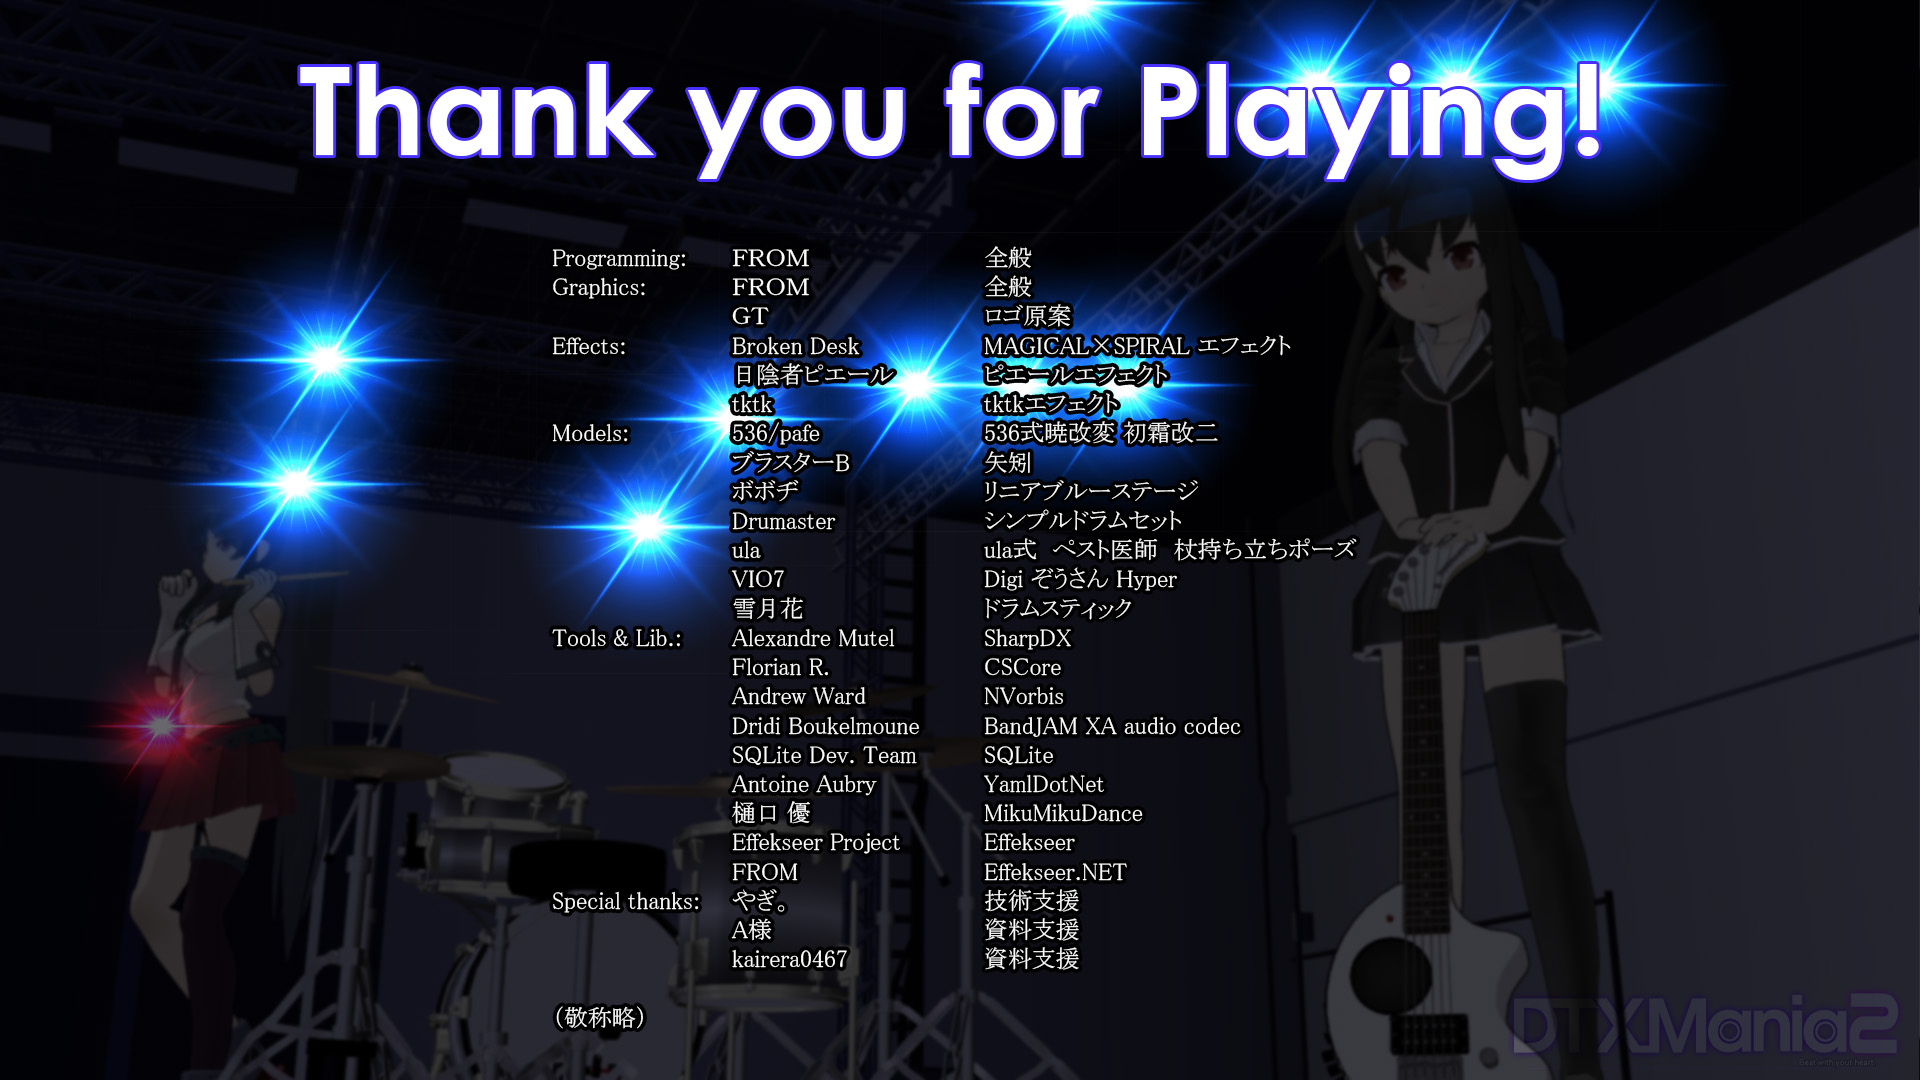 Thank you for Playing!
Programming: FROM 全般
Graphics: FROM 全般
GT ロゴ原案
Effects: Broken Desk MAGICAL×SPIRAL エフェクト
日陰者ピエール ピエールエフェクト
tktk tktkエフェクト
Models: 536/pafe 536式暁改変 初霜改二
ブラスターB 矢矧
ボボヂ リニアブルーステージ
Drumaster シンプルドラムセット
ula ula式 ペスト医師 杖持ち立ちポーズ
VIO7 Digi ぞうさん Hyper
雪月花 ドラムスティック
Tools & Lib.: Alexandre Mutel SharpDX
Florian R. CSCore
Andrew Ward NVorbis
Dridi Boukelmoune BandJAM XA audio codec
SQLite Dev. Team SQLite
Antoine Aubry YamlDotNet
樋口 優 MikuMikuDance
Effekseer Project Effekseer
FROM Effekseer.NET
Special thanks: やぎ。 技術支援
A様 資料支援
kairera0467 資料支援
(敬称略)
DTXMania2
Beat with your heart